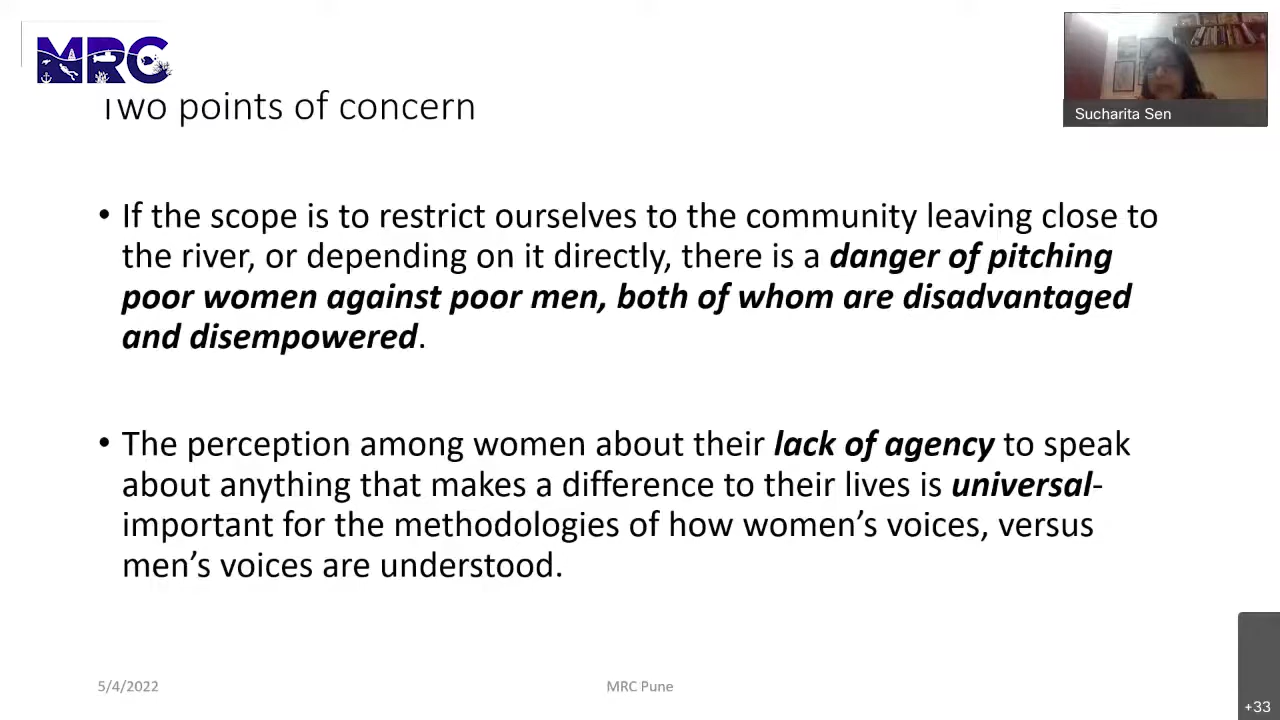 MRC
Two points of concern
Sucharita Sen
• If the scope is to restrict ourselves to the community leaving close to
the river, or depending on it directly, there is a danger of pitching
poor women against poor men, both of whom are disadvantaged
and disempowered.
• The perception among women about their lack of agency to speak
about anything that makes a difference to their lives is universal-
important for the methodologies of how women’s voices, versus
men’s voices are understood.
5/4/2022
MRC Pune
+33